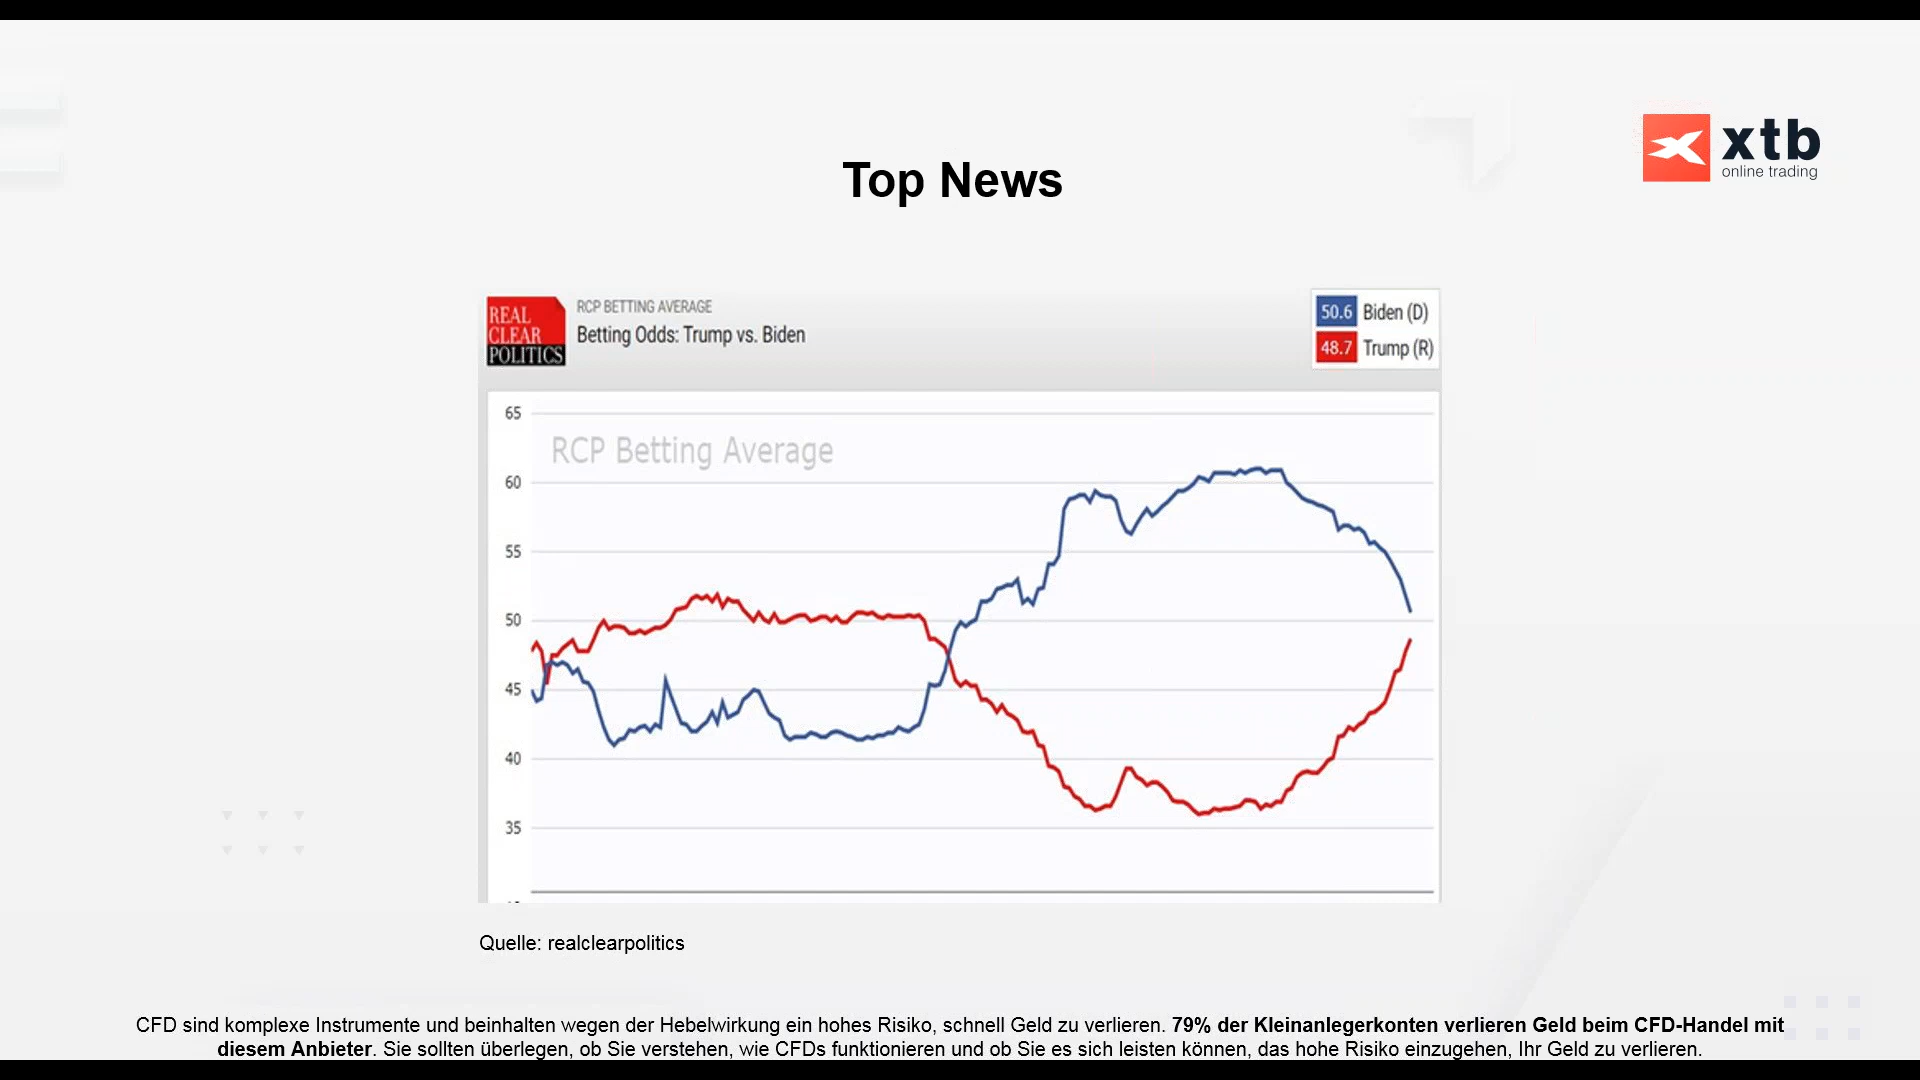 Top News
xtb
online trading
REAL
CLEAR
POLITICS
RCP BETTING AVERAGE
Betting Odds: Trump vs. Biden
50.6 Biden (D)
48.7 Trump (R)
RCP Betting Average
65
60
55
50
45
40
35
Quelle: realclearpolitics
CFD sind komplexe Instrumente und beinhalten wegen der Hebelwirkung ein hohes Risiko, schnell Geld zu verlieren. 79% der Kleinanlegerkonten verlieren Geld beim CFD-Handel mit
diesem Anbieter. Sie sollten überlegen, ob Sie verstehen, wie CFDs funktionieren und ob Sie es sich leisten können, das hohe Risiko einzugehen, Ihr Geld zu verlieren.